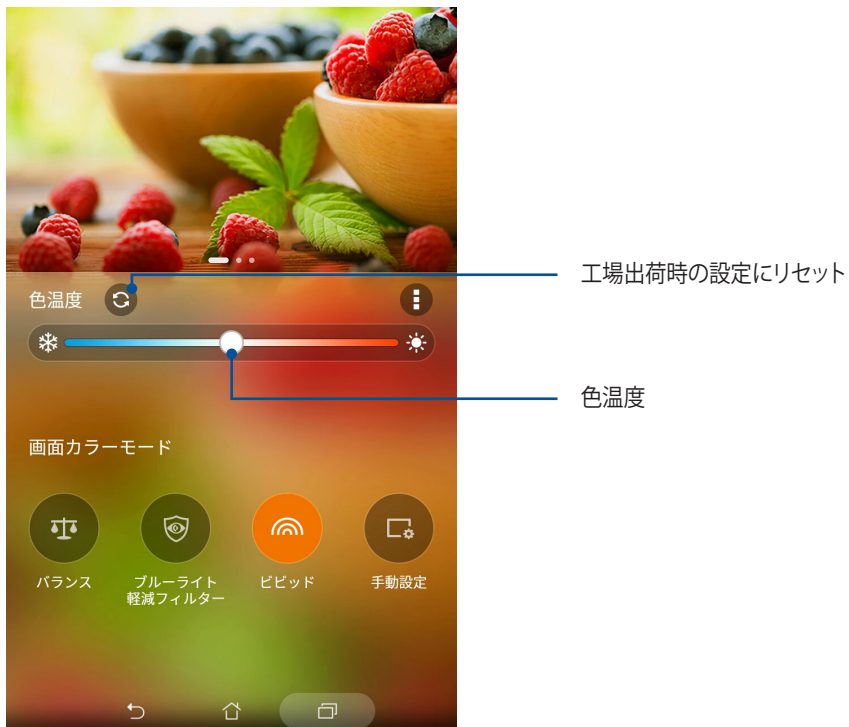 工場出荷時の設定にリセット
色温度
色温度
画面カラーモード
バランス
ブルーライト
軽減フィルター
ビビッド
手動設定